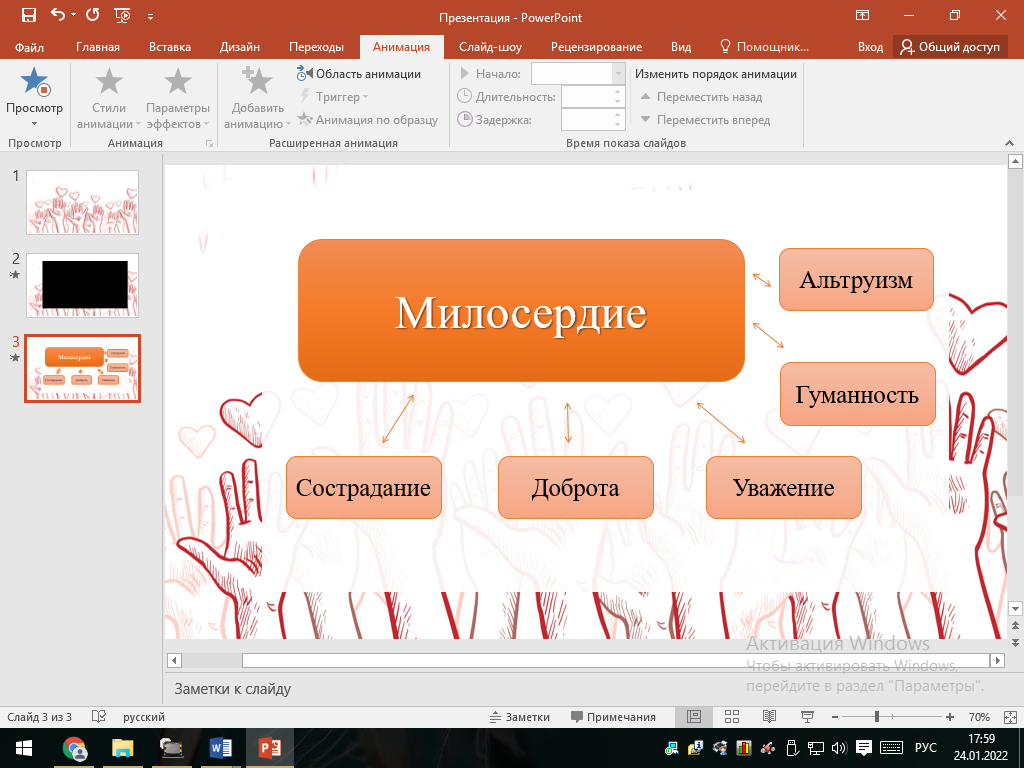 Презентация - PowerPoint
Файл Главная Вставка Дизайн Переходы Анимация Слайд-шоу Рецензирование Вид Помощник... Вход Общий доступ
Просмотр
Стили анимации
Параметры эффектов
Добавить анимацию
Область анимации
Триггер
Анимация по образцу
Начало:
Длительность:
Задержка:
Изменить порядок анимации
Переместить назад
Переместить вперед
Просмотр Анимация Расширенная анимация Время показа слайдов
1
2
3
Милосердие
Альтруизм
Гуманность
Сострадание Доброта Уважение
Активация Windows
Чтобы активировать Windows,
перейдите в раздел "Параметры".
Заметки к слайду
Слайд 3 из 3 русский Заметки Примечания 70%
РУС
17:59
24.01.2022